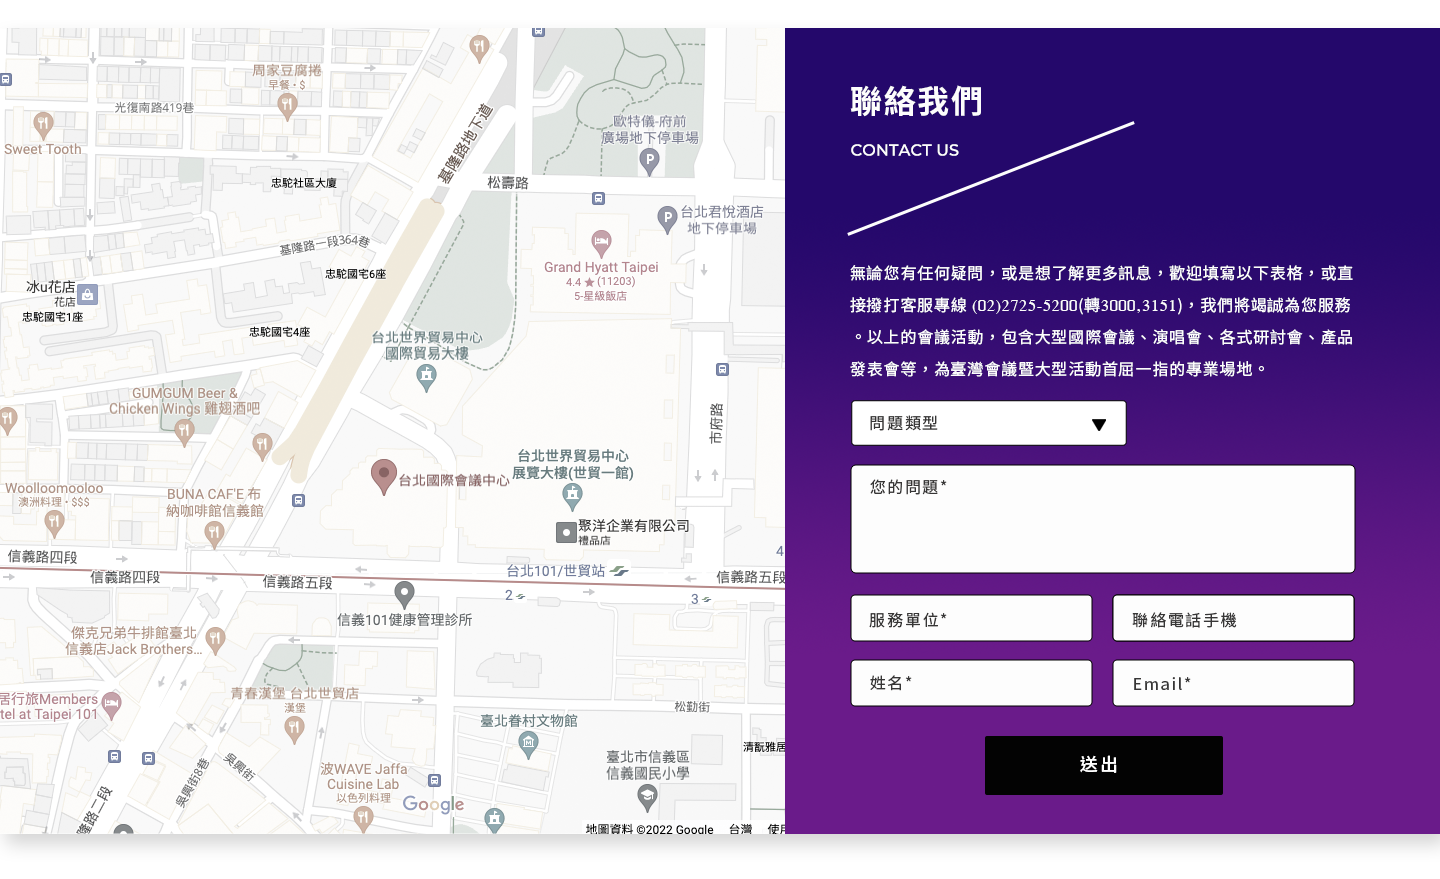 周家豆腐捲
早餐・$
光復南路419巷
Sweet Tooth
忠駝社區大廈
基隆路地下道
歐特儀-府前
廣場地下停車場
松壽路
台北君悅酒店
地下停車場
基隆路一段364巷
忠駝國宅6座
Grand Hyatt Taipei
4.4 ★ (11203)
5-星級飯店
冰u花店
花店
忠駝國宅1座
忠駝國宅4座
台北世界貿易中心
國際貿易大樓
GUMGUM Beer &
Chicken Wings 雞翅酒吧
市府路
台北世界貿易中心
展覽大樓(世貿一館)
台北國際會議中心
Woolloomooloo
澳洲料理・$$$
BUNA CAF'E 布
納咖啡館信義館
聚洋企業有限公司
禮品店
信義路四段
信義路四段
信義路五段
台北101/世貿站
4
信義路五段
2
3
信義101健康管理診所
傑克兄弟牛排館臺北
信義店Jack Brothers...
青春漢堡 台北世貿店
漢堡
居行旅Members
tel at Taipei 101
松勤街
臺北眷村文物館
清翫雅居
臺北市信義區
信義國民小學
吳興街
吳興街8巷
波WAVE Jaffa
Cuisine Lab
以色列料理
隆路二段
Google
地圖資料 ©2022 Google 台灣 使用
聯絡我們
CONTACT US
無論您有任何疑問，或是想了解更多訊息，歡迎填寫以下表格，或直
接撥打客服專線 (02)2725-5200(轉3000,3151)，我們將竭誠為您服務
。以上的會議活動，包含大型國際會議、演唱會、各式研討會、產品
發表會等，為臺灣會議暨大型活動首屈一指的專業場地。
問題類型
您的問題*
服務單位*
聯絡電話手機
姓名*
Email*
送出